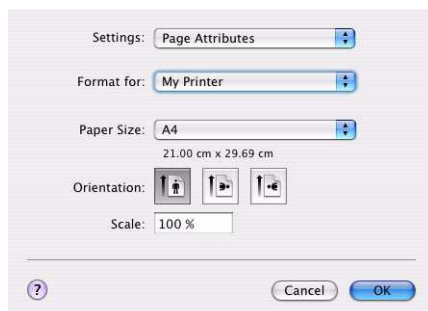 Settings: Page Attributes
Format for: My Printer
Paper Size: A4
21.00 cm x 29.69 cm
Orientation:
Scale: 100 %
? Cancel OK